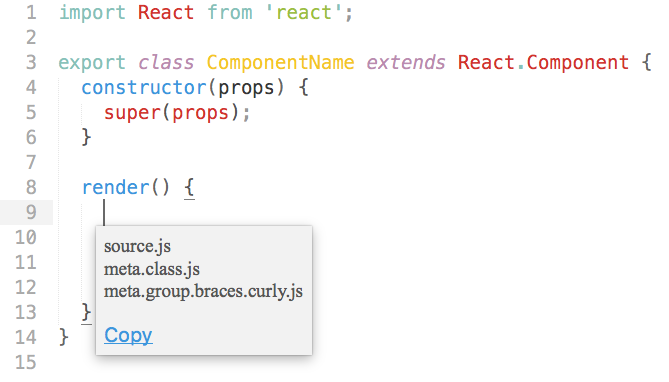 1 import React from 'react';
2
3 export class ComponentName extends React.Component {
4 constructor(props) {
5 super(props);
6 }
7
8 render() {
9
10
11
12
13 }
14 }
15
source.js
meta.class.js
meta.group.braces.curly.js
Copy